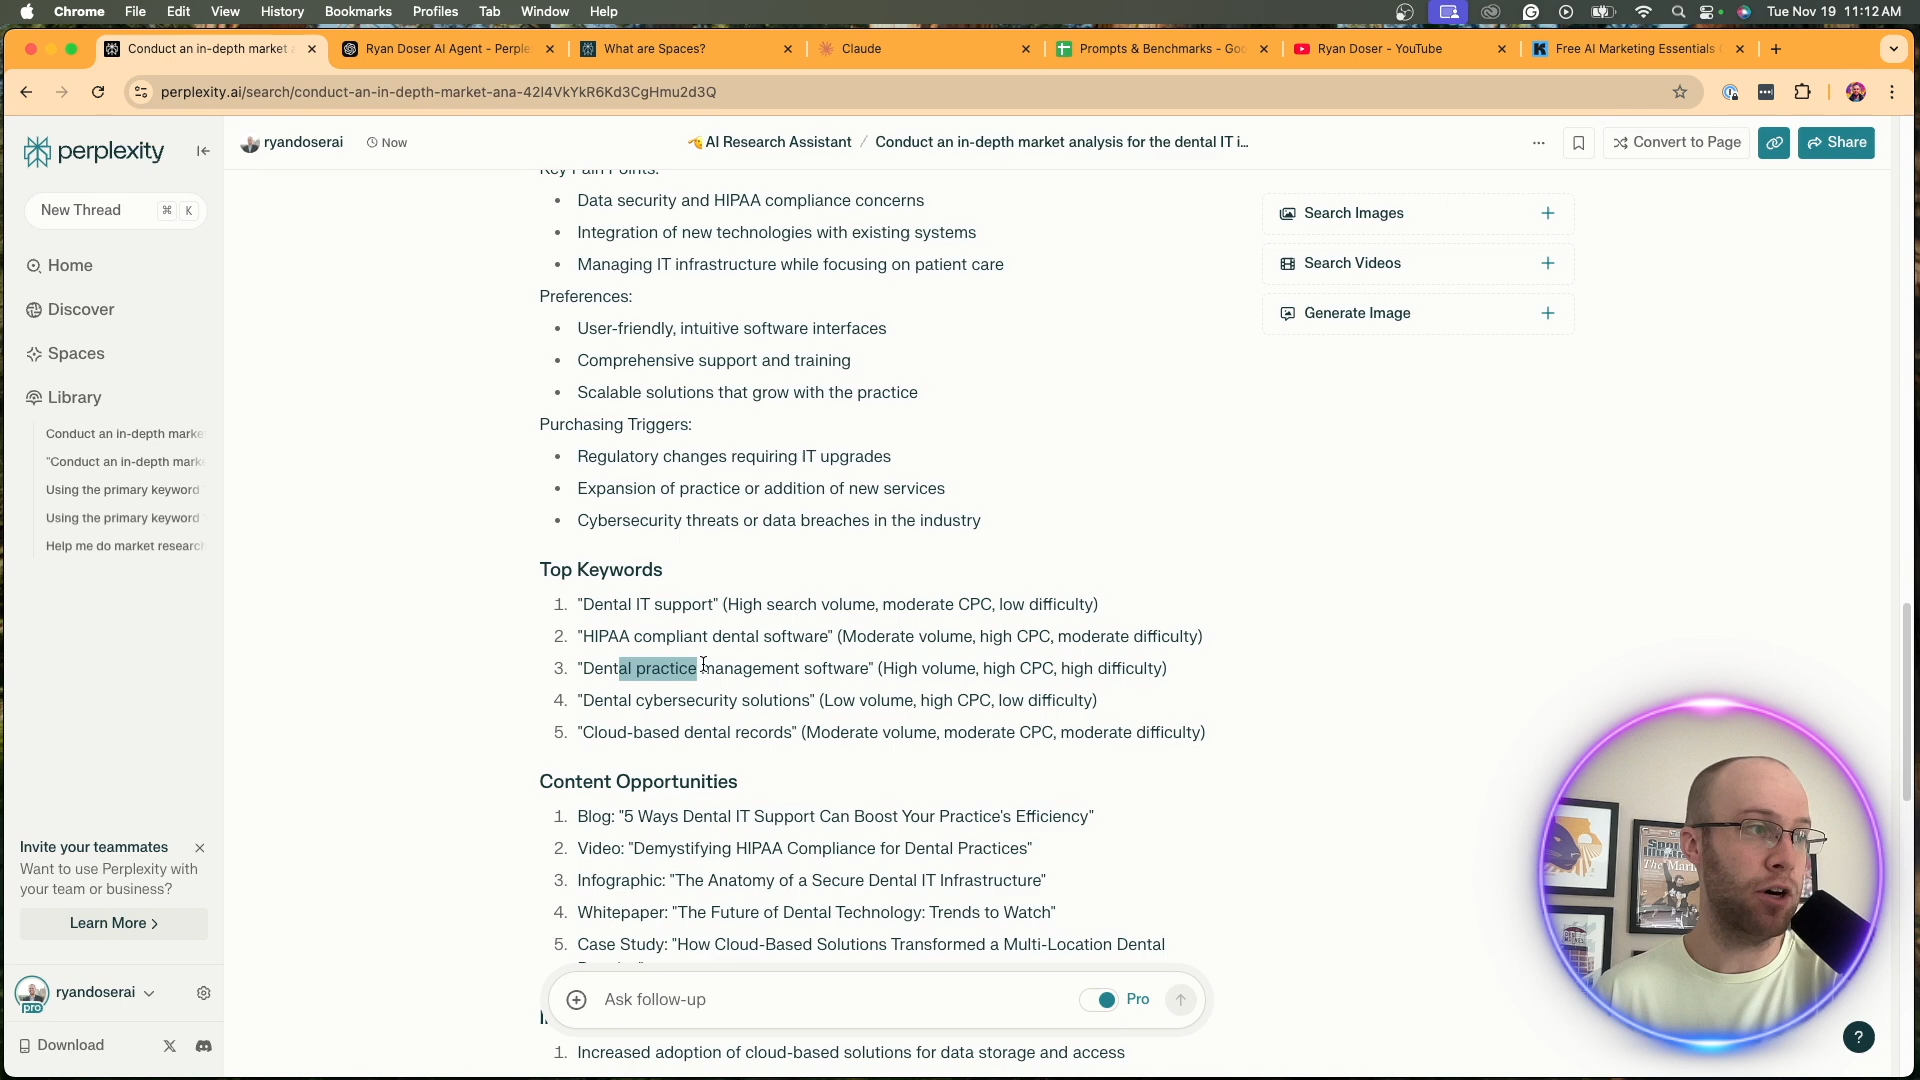 Chrome File Edit View History Bookmarks Profiles Tab Window Help
Tue Nov 19 11:12 AM
Conduct an in-depth market
Ryan Doser AI Agent - Perple
What are Spaces?
Claude
Prompts & Benchmarks - Goo
Ryan Doser - YouTube
Free AI Marketing Essentials
perplexity.ai/search/conduct-an-in-depth-market-ana-42l4VkYkR6Kd3CgHmu2d3Q
perplexity
ryandoserai
Now
AI Research Assistant / Conduct an in-depth market analysis for the dental IT i...
Convert to Page
Share
New Thread ⌘ K
Home
Discover
Spaces
Library
Conduct an in-depth marke
"Conduct an in-depth marke
Using the primary keyword
Using the primary keyword
Help me do market research
Invite your teammates
Want to use Perplexity with
your team or business?
Learn More
ryandoserai
pro
Download
Key Pain Points:
• Data security and HIPAA compliance concerns
• Integration of new technologies with existing systems
• Managing IT infrastructure while focusing on patient care
Preferences:
• User-friendly, intuitive software interfaces
• Comprehensive support and training
• Scalable solutions that grow with the practice
Purchasing Triggers:
• Regulatory changes requiring IT upgrades
• Expansion of practice or addition of new services
• Cybersecurity threats or data breaches in the industry
Top Keywords
1. "Dental IT support" (High search volume, moderate CPC, low difficulty)
2. "HIPAA compliant dental software" (Moderate volume, high CPC, moderate difficulty)
3. "Dental practice management software" (High volume, high CPC, high difficulty)
4. "Dental cybersecurity solutions" (Low volume, high CPC, low difficulty)
5. "Cloud-based dental records" (Moderate volume, moderate CPC, moderate difficulty)
Content Opportunities
1. Blog: "5 Ways Dental IT Support Can Boost Your Practice's Efficiency"
2. Video: "Demystifying HIPAA Compliance for Dental Practices"
3. Infographic: "The Anatomy of a Secure Dental IT Infrastructure"
4. Whitepaper: "The Future of Dental Technology: Trends to Watch"
5. Case Study: "How Cloud-Based Solutions Transformed a Multi-Location Dental
Ask follow-up
Pro
1. Increased adoption of cloud-based solutions for data storage and access
Search Images
Search Videos
Generate Image
?